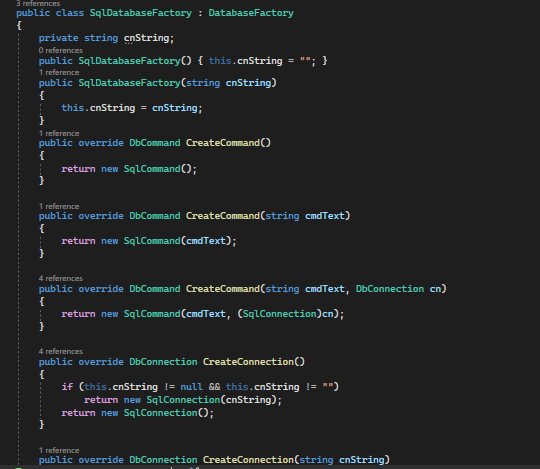 3 references
public class SqlDatabaseFactory : DatabaseFactory
{
private string cnString;
0 references
public SqlDatabaseFactory() { this.cnString = ""; }
1 reference
public SqlDatabaseFactory(string cnString)
{
this.cnString = cnString;
}
1 reference
public override DbCommand CreateCommand()
{
return new SqlCommand();
}
1 reference
public override DbCommand CreateCommand(string cmdText)
{
return new SqlCommand(cmdText);
}
4 references
public override DbCommand CreateCommand(string cmdText, DbConnection cn)
{
return new SqlCommand(cmdText, (SqlConnection)cn);
}
4 references
public override DbConnection CreateConnection()
{
if (this.cnString != null && this.cnString != "")
return new SqlConnection(cnString);
return new SqlConnection();
}
1 reference
public override DbConnection CreateConnection(string cnString)